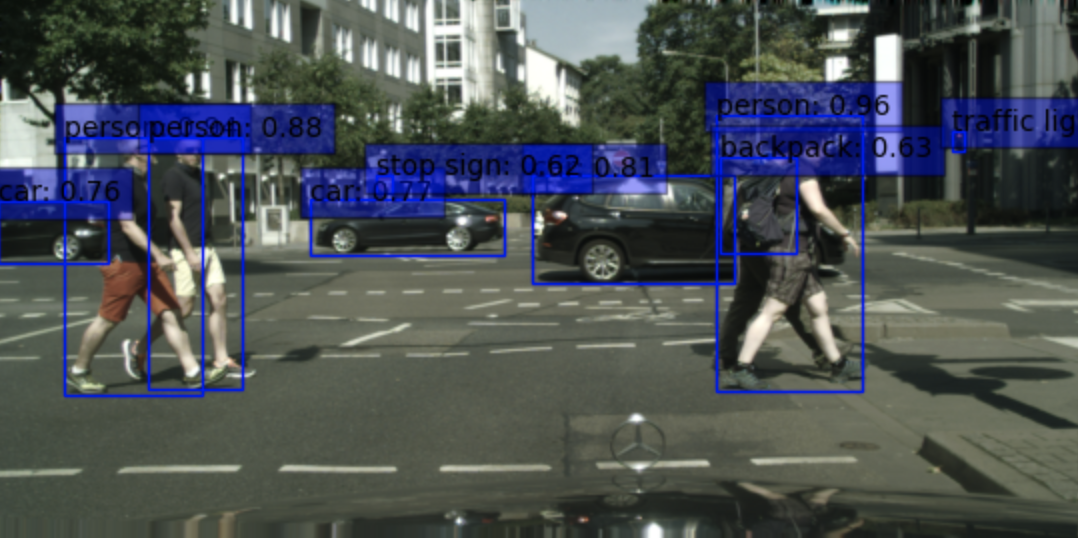 person: 0.96
person: 0.88
traffic lig
backpack: 0.63
stop sign: 0.62
0.81
car: 0.76
car: 0.77